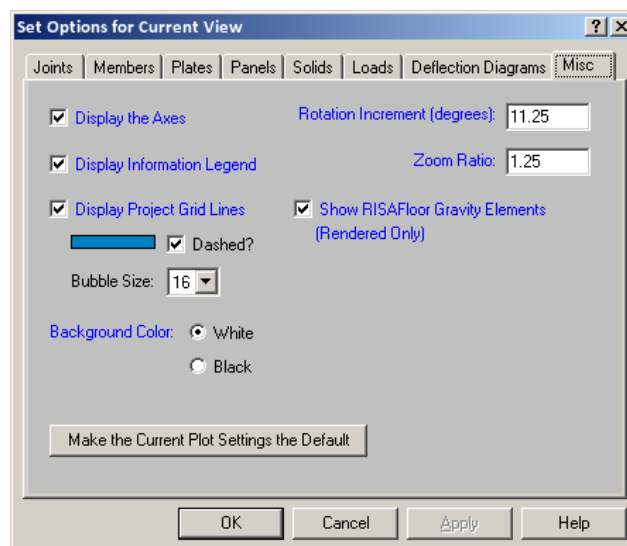 Set Options for Current View
Joints Members Plates Panels Solids Loads Deflection Diagrams Misc
Display the Axes
Rotation Increment (degrees): 11.25
Display Information Legend
Zoom Ratio: 1.25
Display Project Grid Lines
Show RISAFloor Gravity Elements
(Rendered Only)
Dashed?
Bubble Size: 16
Background Color: White
Black
Make the Current Plot Settings the Default
OK Cancel Apply Help